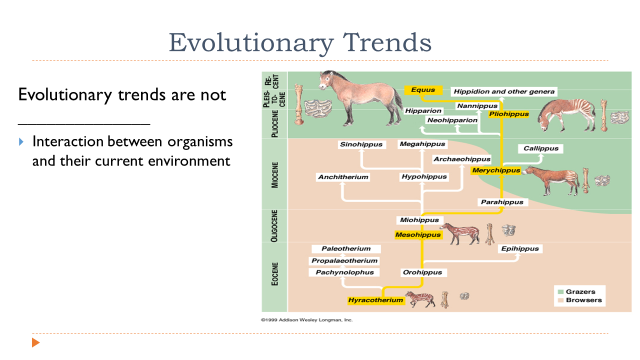 Evolutionary Trends
Evolutionary trends are not
Interaction between organisms
and their current environment
RE-
CENT
PLEIS-
TO-
CENE
PLIOCENE
MIOCENE
OLIGOCENE
EOCENE
Equus
Hippidion and other genera
Nannippus
Hipparion
Pliohippus
Neohipparion
Sinohippus
Megahippus
Callippus
Archaeohippus
Merychippus
Anchitherium
Hypohippus
Parahippus
Miohippus
Mesohippus
Paleotherium
Epihippus
Propalaeotherium
Pachynolophus
Orohippus
Hyracotherium
Grazers
Browsers
©1999 Addison Wesley Longman, Inc.